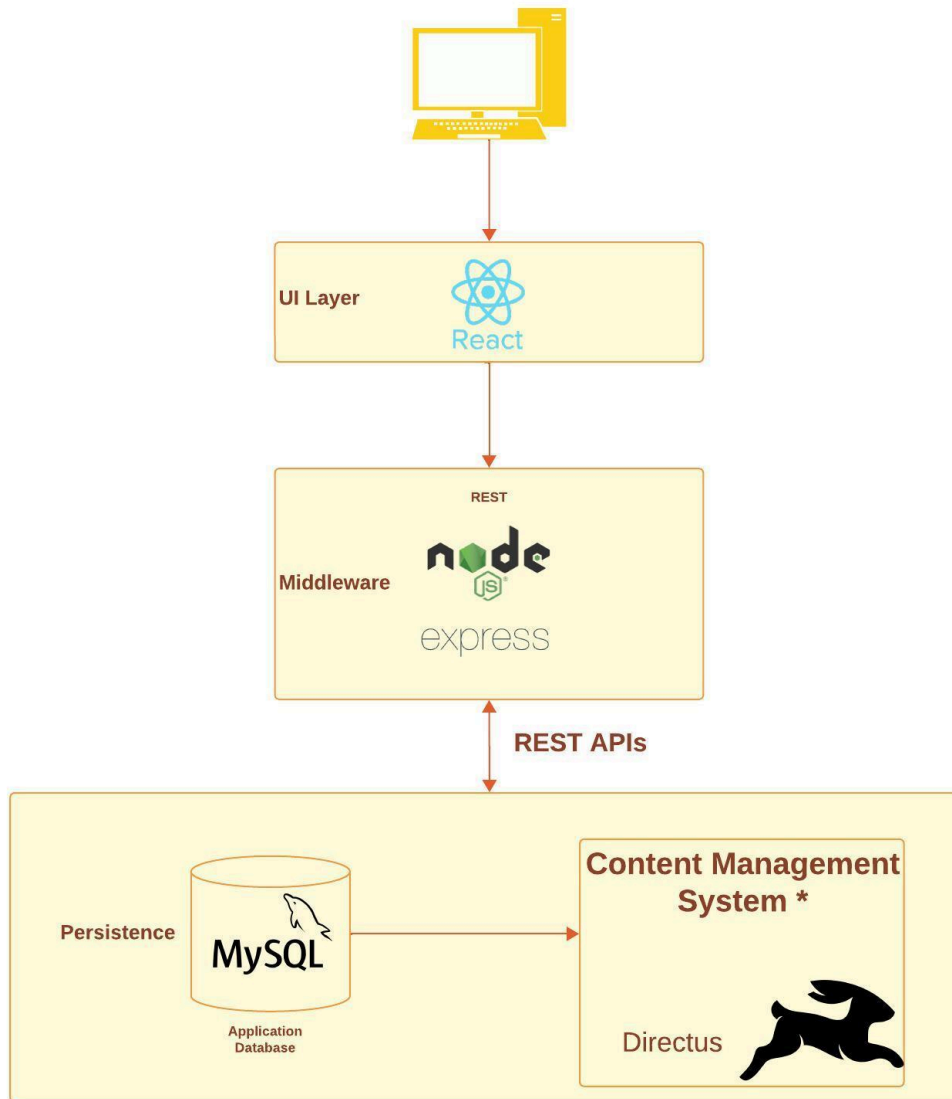 UI Layer
React
REST
Middleware
node
JS
®
express
REST APIs
Content Management
System *
Persistence
MySQL
Application
Database
Directus